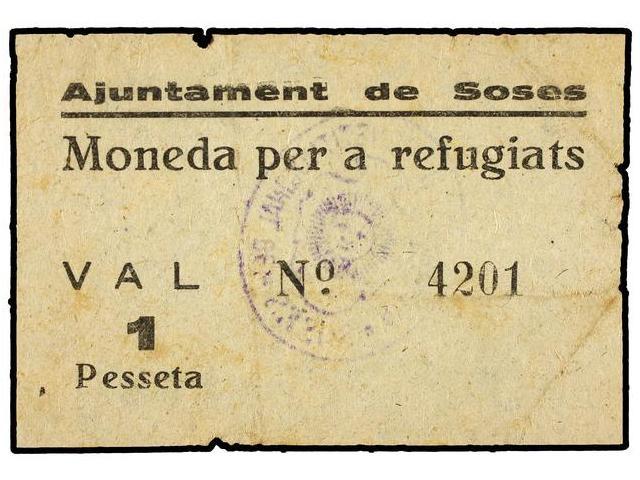 Ajuntament de Soses
Moneda per a refugiats
VAL Nº 4201
1
Pesseta